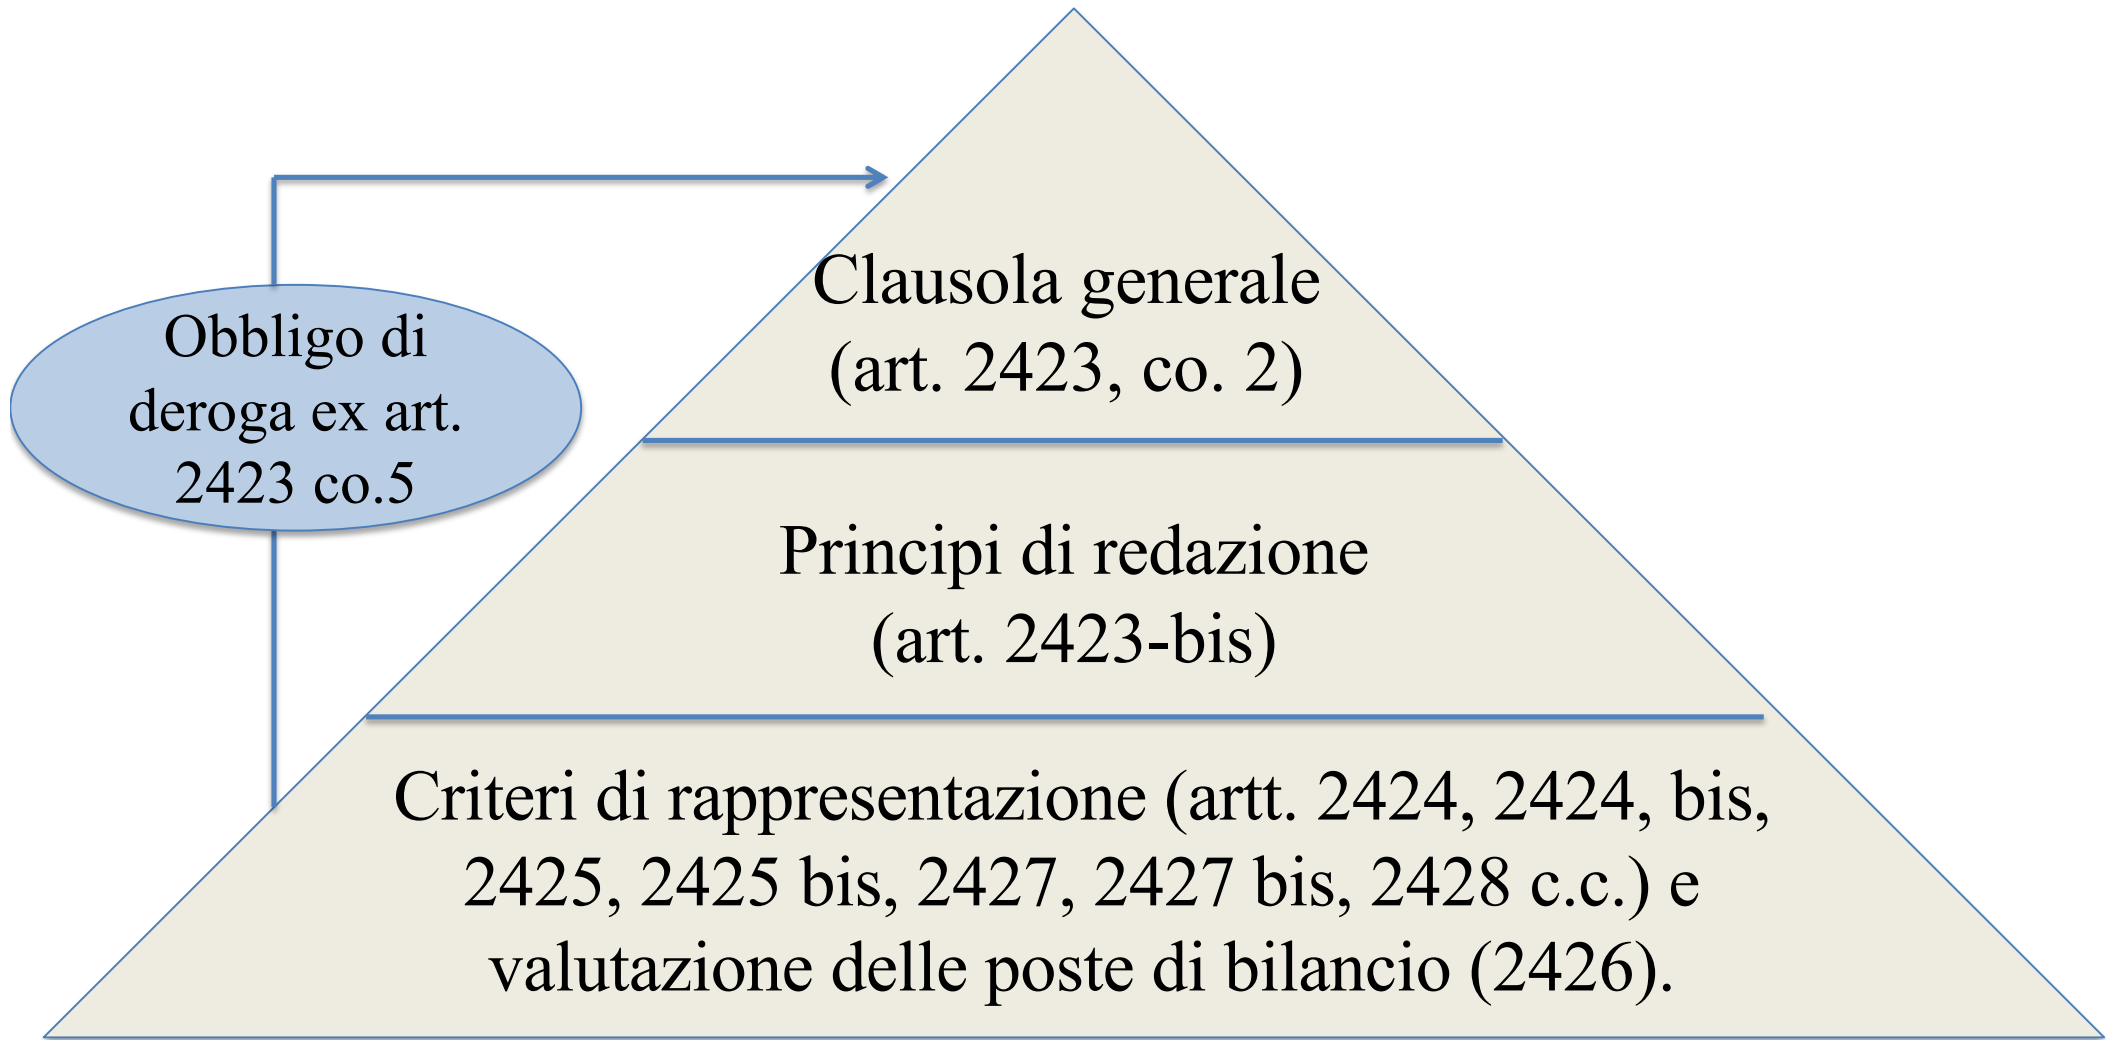 Clausola generale
(art. 2423, co. 2)
Obbligo di
deroga ex art.
2423 co.5
Principi di redazione
(art. 2423-bis)
Criteri di rappresentazione (artt. 2424, 2424, bis,
2425, 2425 bis, 2427, 2427 bis, 2428 c.c.) e
valutazione delle poste di bilancio (2426).